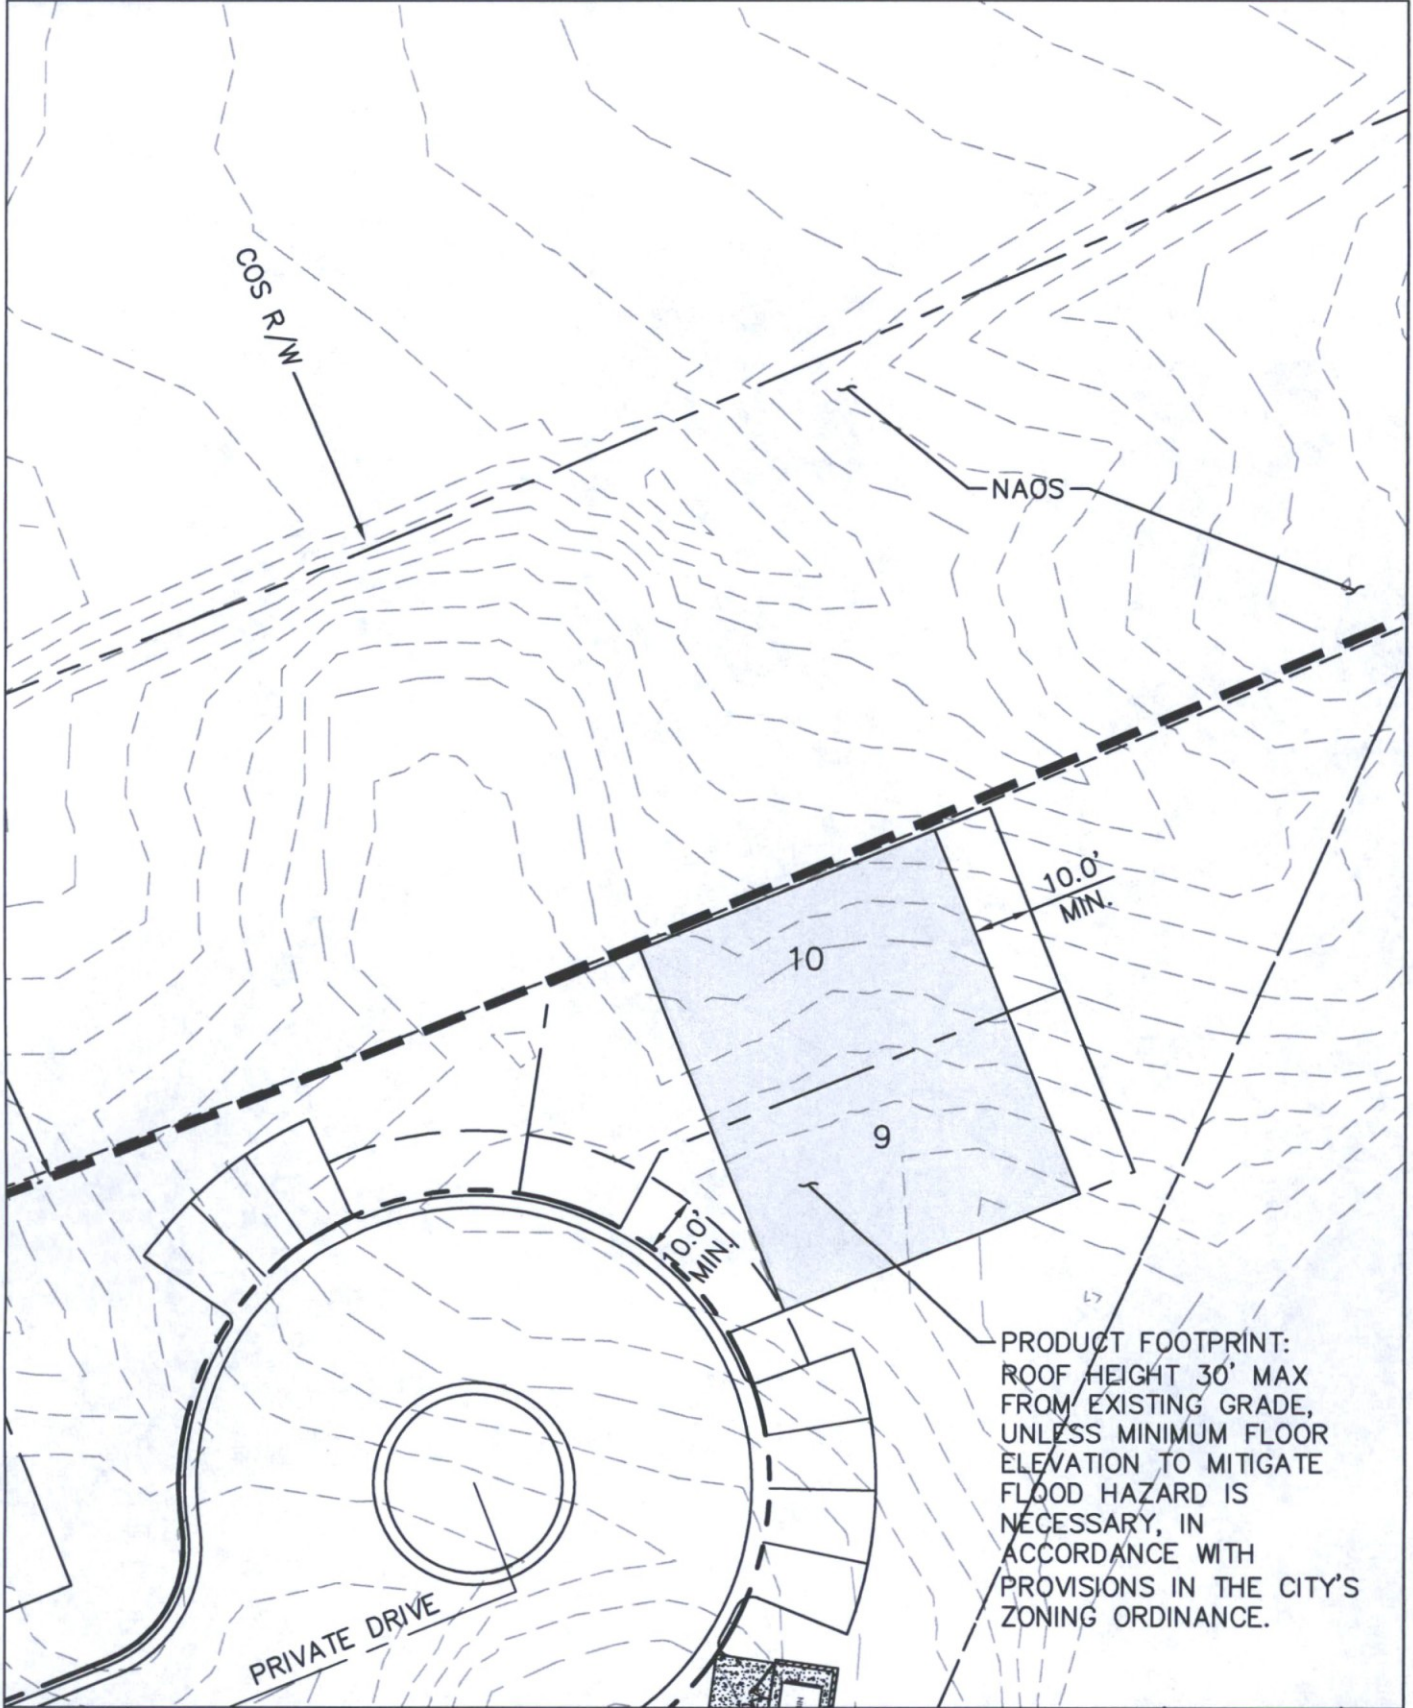 COS R/W
NAOS
10.0'
MIN.
10
9
10.0'
MIN.
PRODUCT FOOTPRINT:
ROOF HEIGHT 30' MAX
FROM EXISTING GRADE,
UNLESS MINIMUM FLOOR
ELEVATION TO MITIGATE
FLOOD HAZARD IS
NECESSARY, IN
ACCORDANCE WITH
PROVISIONS IN THE CITY'S
ZONING ORDINANCE.
PRIVATE DRIVE